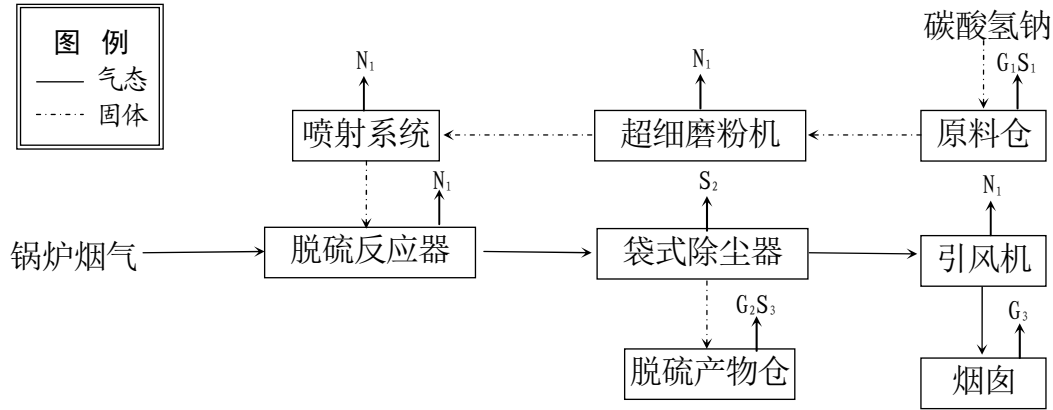 图 例
气态
固体
碳酸氢钠
N₁
N₁
G₁S₁
喷射系统
超细磨粉机
原料仓
N₁
S₂
N₁
锅炉烟气
脱硫反应器
袋式除尘器
引风机
G₂S₃
G₃
脱硫产物仓
烟囱